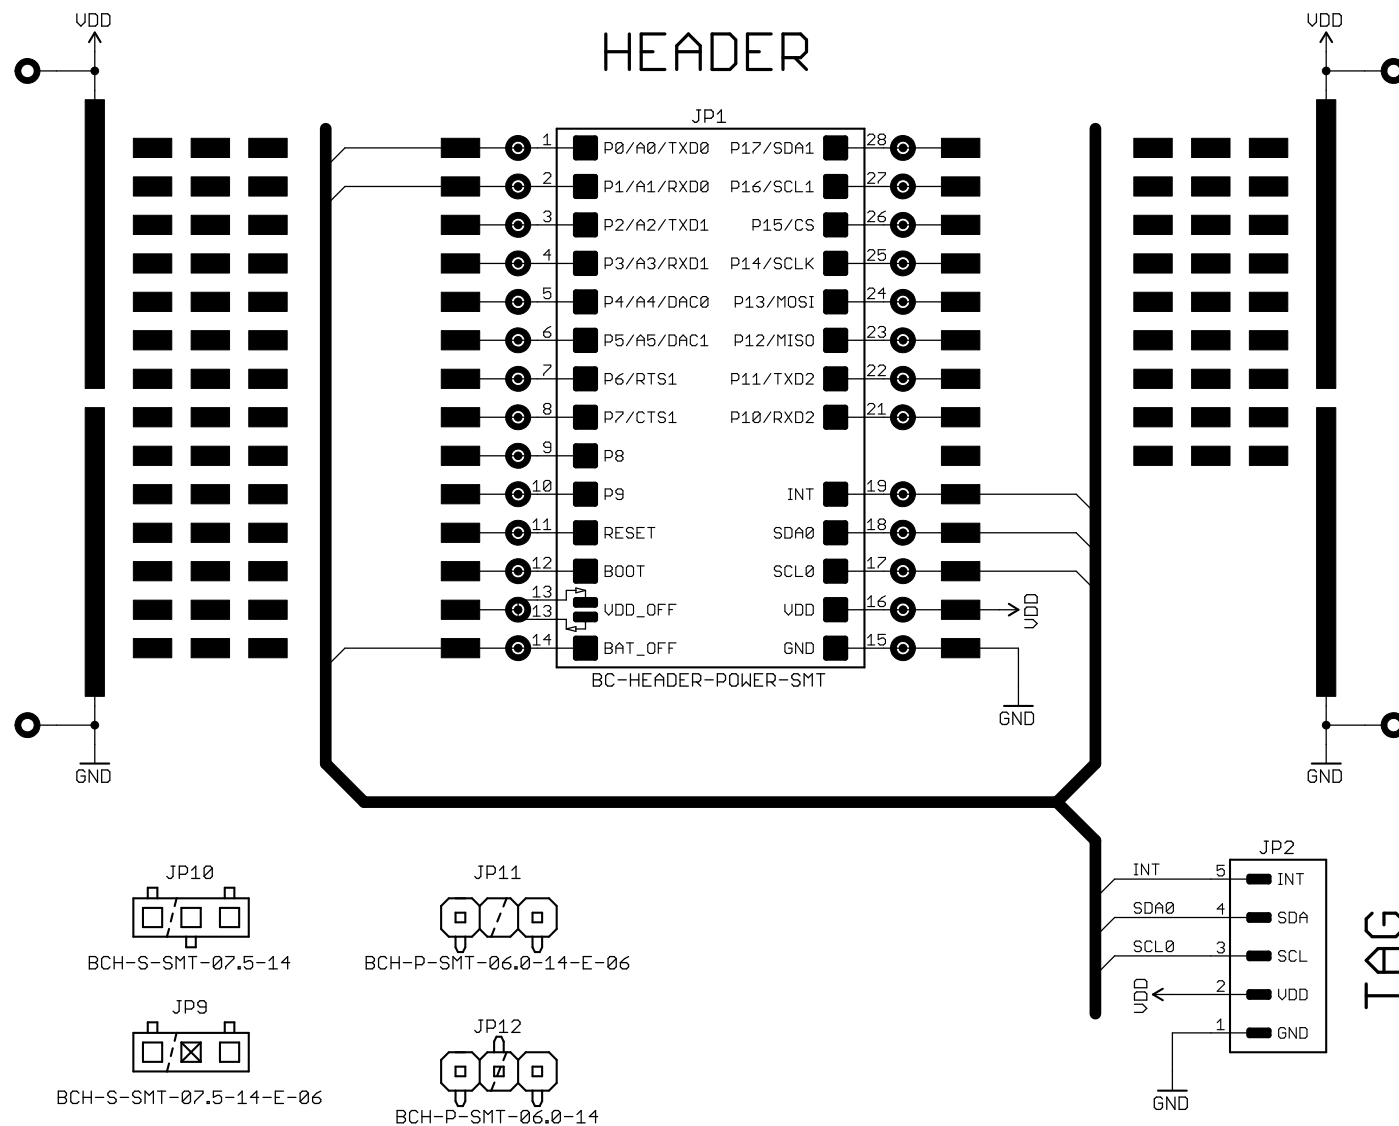 VDD
VDD
HEADER
JP1
1 P0/A0/TXD0 P17/SDA1 28
2 P1/A1/RXD0 P16/SCL1 27
3 P2/A2/TXD1 P15/CS 26
4 P3/A3/RXD1 P14/SCLK 25
5 P4/A4/DAC0 P13/MOSI 24
6 P5/A5/DAC1 P12/MISO 23
7 P6/RTS1 P11/TXD2 22
8 P7/CTS1 P10/RXD2 21
9 P8
10 P9 INT 19
11 RESET SDA0 18
12 BOOT SCL0 17
13
13 VDD_OFF VDD 16 VDD
14 BAT_OFF GND 15
BC-HEADER-POWER-SMT
GND
GND
GND
JP2
INT 5 INT
SDA0 4 SDA
SCL0 3 SCL
VDD 2 VDD
1 GND
GND
TAG
JP10
BCH-S-SMT-07.5-14
JP11
BCH-P-SMT-06.0-14-E-06
JP9
BCH-S-SMT-07.5-14-E-06
JP12
BCH-P-SMT-06.0-14